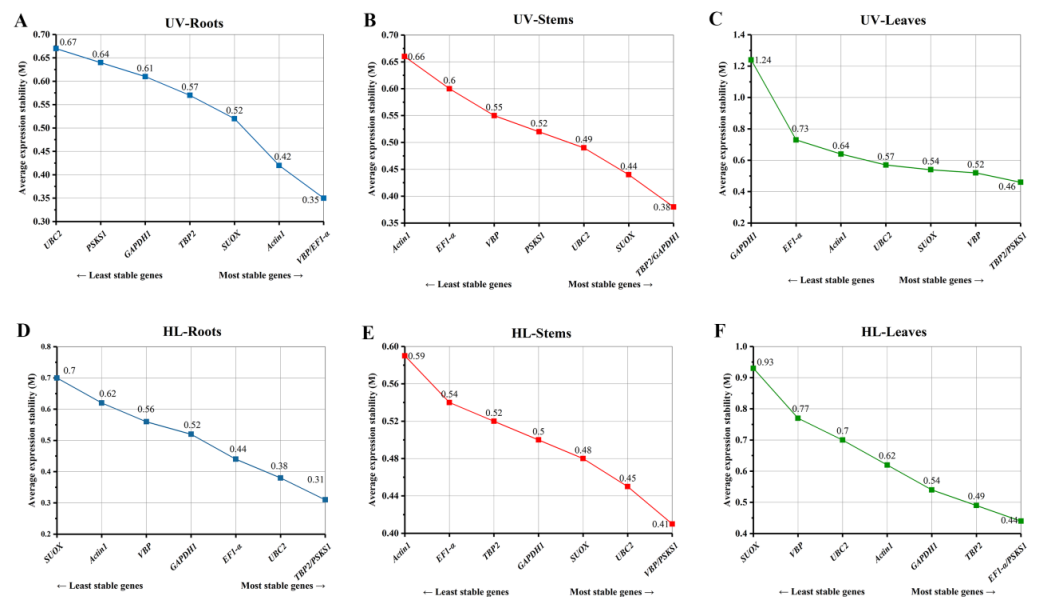 A
UV-Roots
Average expression stability (M)
0.70
0.65
0.60
0.55
0.50
0.45
0.40
0.35
0.30
0.67
0.64
0.61
0.57
0.52
0.42
0.35
UBC2
PSKS1
GAPDH1
TBP2
SUOX
Actin1
VBP/EF1-α
← Least stable genes
Most stable genes →
B
UV-Stems
Average expression stability (M)
0.70
0.65
0.60
0.55
0.50
0.45
0.40
0.35
0.66
0.6
0.55
0.52
0.49
0.44
0.38
Actin1
EF1-α
VBP
PSKS1
UBC2
SUOX
TBP2/GAPDH1
← Least stable genes
Most stable genes →
C
UV-Leaves
Average expression stability (M)
1.4
1.2
1.0
0.8
0.6
0.4
0.2
1.24
0.73
0.64
0.57
0.54
0.52
0.46
GAPDH1
EF1-α
Actin1
UBC2
SUOX
VBP
TBP2/PSKS1
← Least stable genes
Most stable genes →
D
HL-Roots
Average expression stability (M)
0.8
0.7
0.6
0.5
0.4
0.3
0.2
0.7
0.62
0.56
0.52
0.44
0.38
0.31
SUOX
Actin1
VBP
GAPDH1
EF1-α
UBC2
TBP2/PSKS1
← Least stable genes
Most stable genes →
E
HL-Stems
Average expression stability (M)
0.60
0.56
0.52
0.48
0.44
0.40
0.59
0.54
0.52
0.5
0.48
0.45
0.41
Actin1
EF1-α
TBP2
GAPDH1
SUOX
UBC2
VBP/PSKS1
← Least stable genes
Most stable genes →
F
HL-Leaves
Average expression stability (M)
1.0
0.9
0.8
0.7
0.6
0.5
0.4
0.93
0.77
0.7
0.62
0.54
0.49
0.44
SUOX
VBP
UBC2
Actin1
GAPDH1
TBP2
EF1-α/PSKS1
← Least stable genes
Most stable genes →